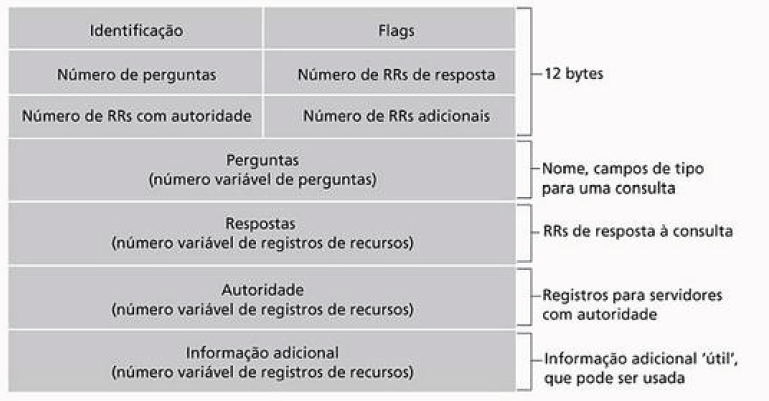 Identificação
Flags
Número de perguntas
Número de RRs de resposta
12 bytes
Número de RRs com autoridade
Número de RRs adicionais
Perguntas
(número variável de perguntas)
Nome, campos de tipo
para uma consulta
Respostas
(número variável de registros de recursos)
RRs de resposta à consulta
Autoridade
(número variável de registros de recursos)
Registros para servidores
com autoridade
Informação adicional
(número variável de registros de recursos)
Informação adicional ‘útil’,
que pode ser usada